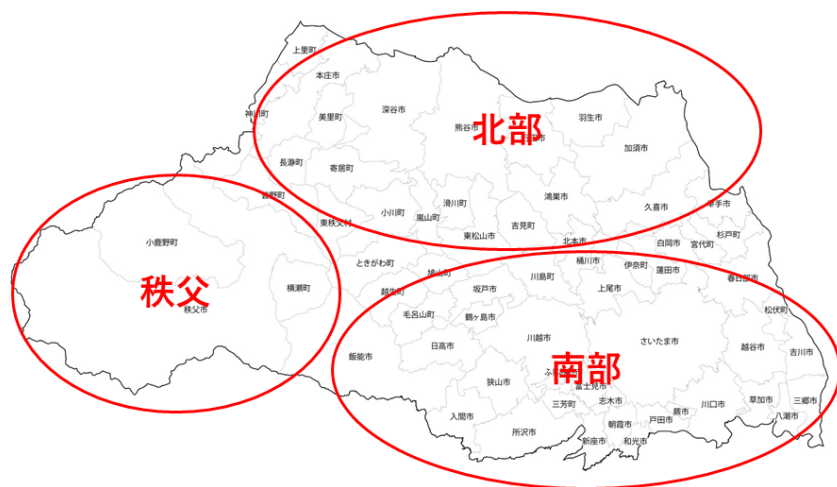 上里町
本庄市
神川町
美里町
深谷市
熊谷市
北部
羽生市
加須市
長瀞町
寄居町
皆野町
小川町
嵐山町
滑川町
東松山市
吉見町
鴻巣市
北本市
久喜市
幸手市
東秩父村
小鹿野町
ときがわ町
鳩山町
越生町
川島町
桶川市
伊奈町
蓮田市
白岡市
宮代町
杉戸町
春日部市
秩父
秩父市
横瀬町
毛呂山町
坂戸市
鶴ヶ島市
上尾市
松伏町
飯能市
日高市
川越市
さいたま市
越谷市
吉川市
南部
富士見市
狭山市
三芳町
志木市
入間市
所沢市
朝霞市
新座市
和光市
戸田市
蕨市
川口市
草加市
八潮市
三郷市